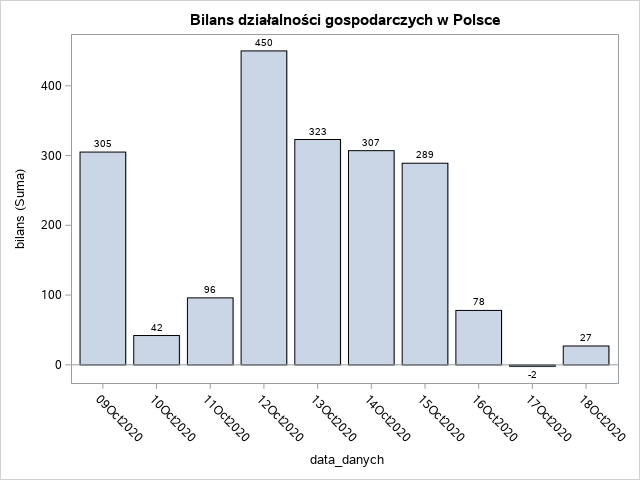 Bilans działalności gospodarczych w Polsce
bilans (Suma)
400
300
200
100
0
305
42
96
450
323
307
289
78
-2
27
09Oct2020
10Oct2020
11Oct2020
12Oct2020
13Oct2020
14Oct2020
15Oct2020
16Oct2020
17Oct2020
18Oct2020
data_danych